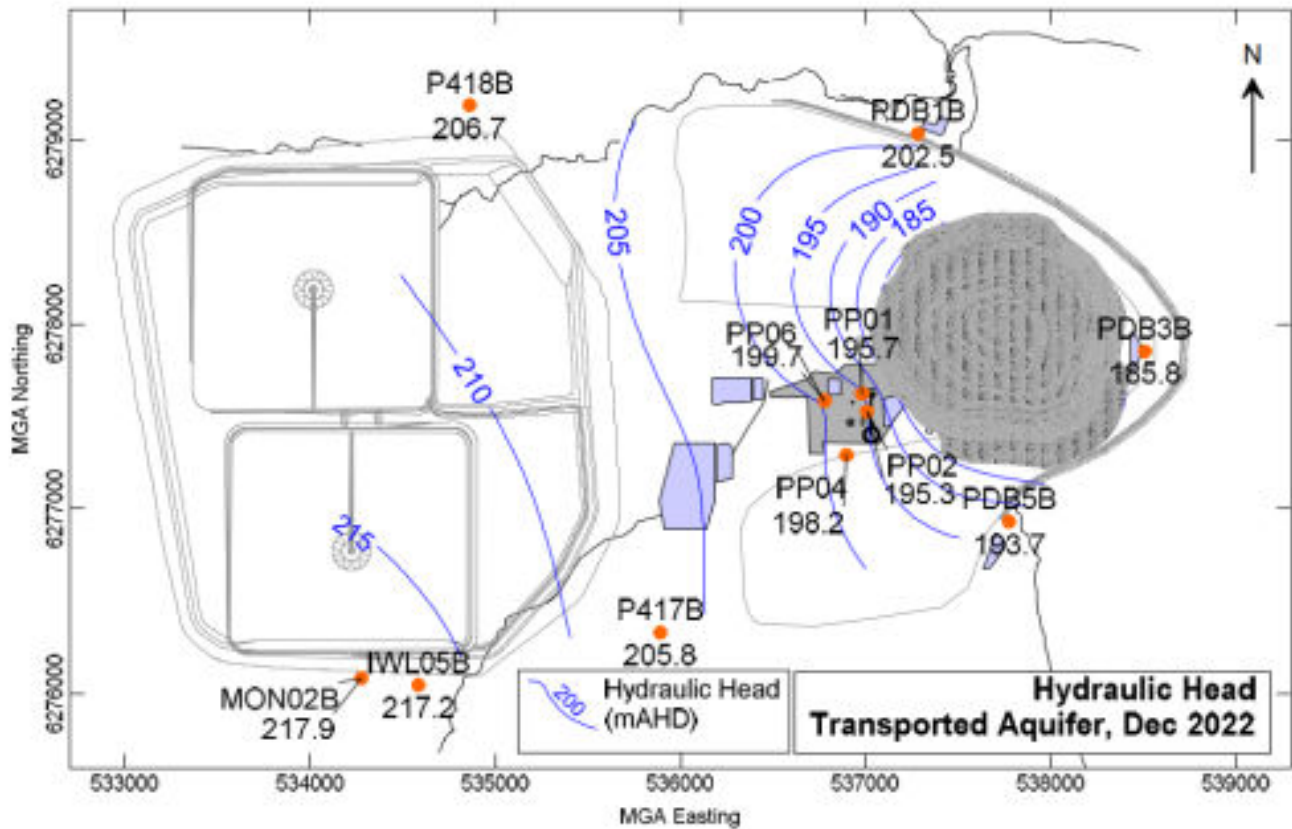 P418B
206.7
PDB1B
202.5
N
6279000
6278000
6277000
6276000
MGA Northing
200
195
190
185
205
210
215
PP06
199.7
PP01
195.7
PDB3B
185.8
PP04
198.2
PP02
195.3
PDB5B
193.7
P417B
205.8
MON02B
217.9
IWL05B
217.2
200
Hydraulic Head
(mAHD)
Hydraulic Head
Transported Aquifer, Dec 2022
533000
534000
535000
536000
537000
538000
539000
MGA Easting